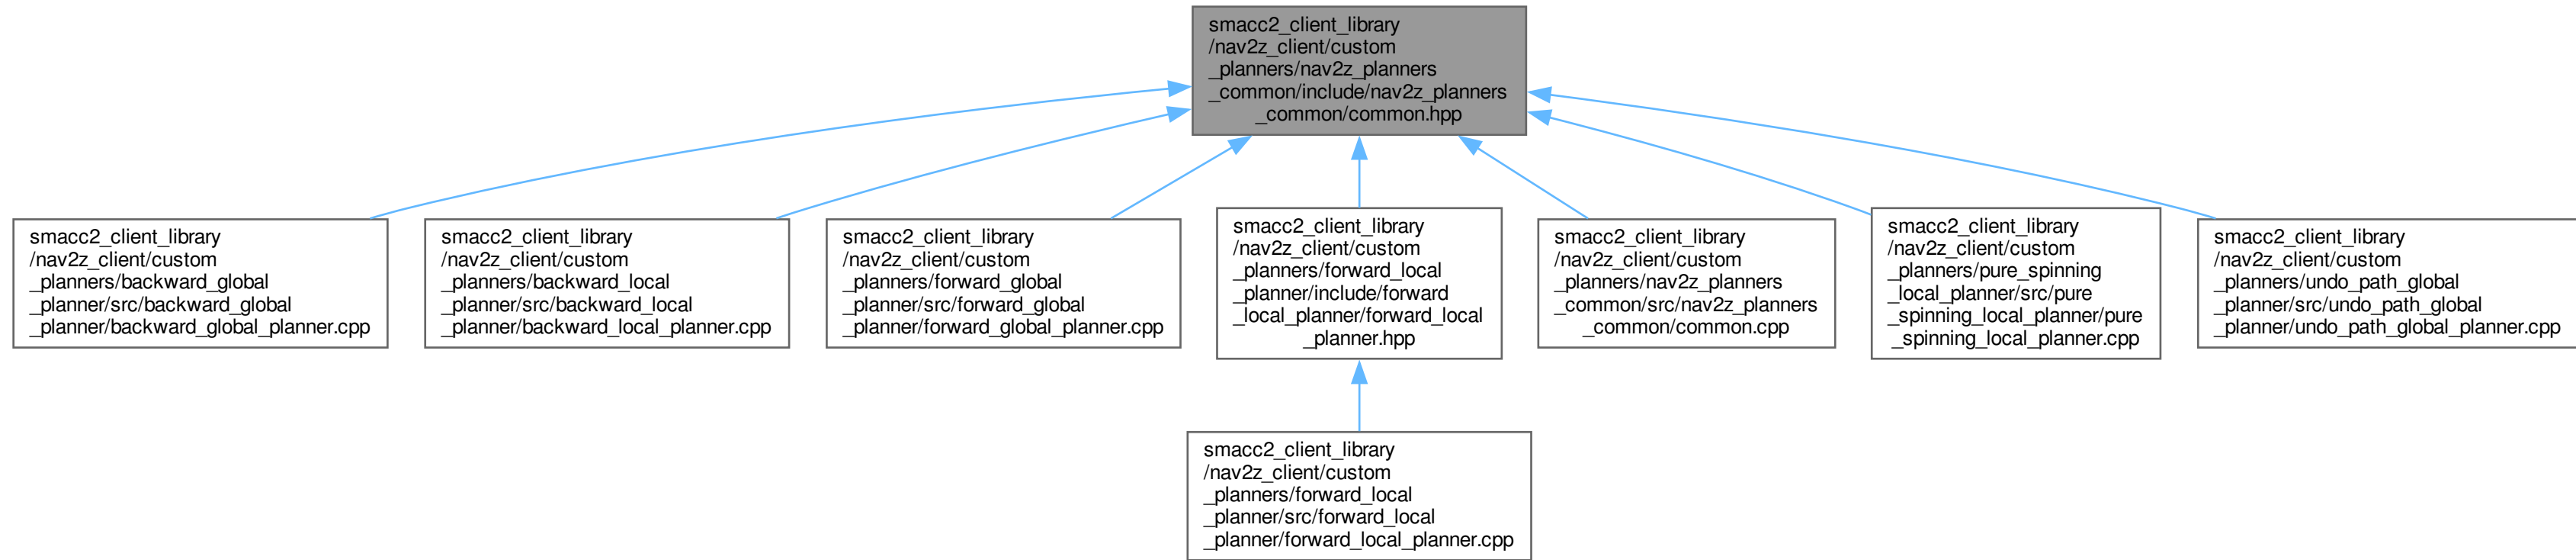 smacc2_client_library
/nav2z_client/custom
_planners/nav2z_planners
_common/include/nav2z_planners
_common/common.hpp
smacc2_client_library
/nav2z_client/custom
_planners/backward_global
_planner/src/backward_global
_planner/backward_global_planner.cpp
smacc2_client_library
/nav2z_client/custom
_planners/backward_local
_planner/src/backward_local
_planner/backward_local_planner.cpp
smacc2_client_library
/nav2z_client/custom
_planners/forward_global
_planner/src/forward_global
_planner/forward_global_planner.cpp
smacc2_client_library
/nav2z_client/custom
_planners/forward_local
_planner/include/forward
_local_planner/forward_local
_planner.hpp
smacc2_client_library
/nav2z_client/custom
_planners/nav2z_planners
_common/src/nav2z_planners
_common/common.cpp
smacc2_client_library
/nav2z_client/custom
_planners/pure_spinning
_local_planner/src/pure
_spinning_local_planner/pure
_spinning_local_planner.cpp
smacc2_client_library
/nav2z_client/custom
_planners/undo_path_global
_planner/src/undo_path_global
_planner/undo_path_global_planner.cpp
smacc2_client_library
/nav2z_client/custom
_planners/forward_local
_planner/src/forward_local
_planner/forward_local_planner.cpp